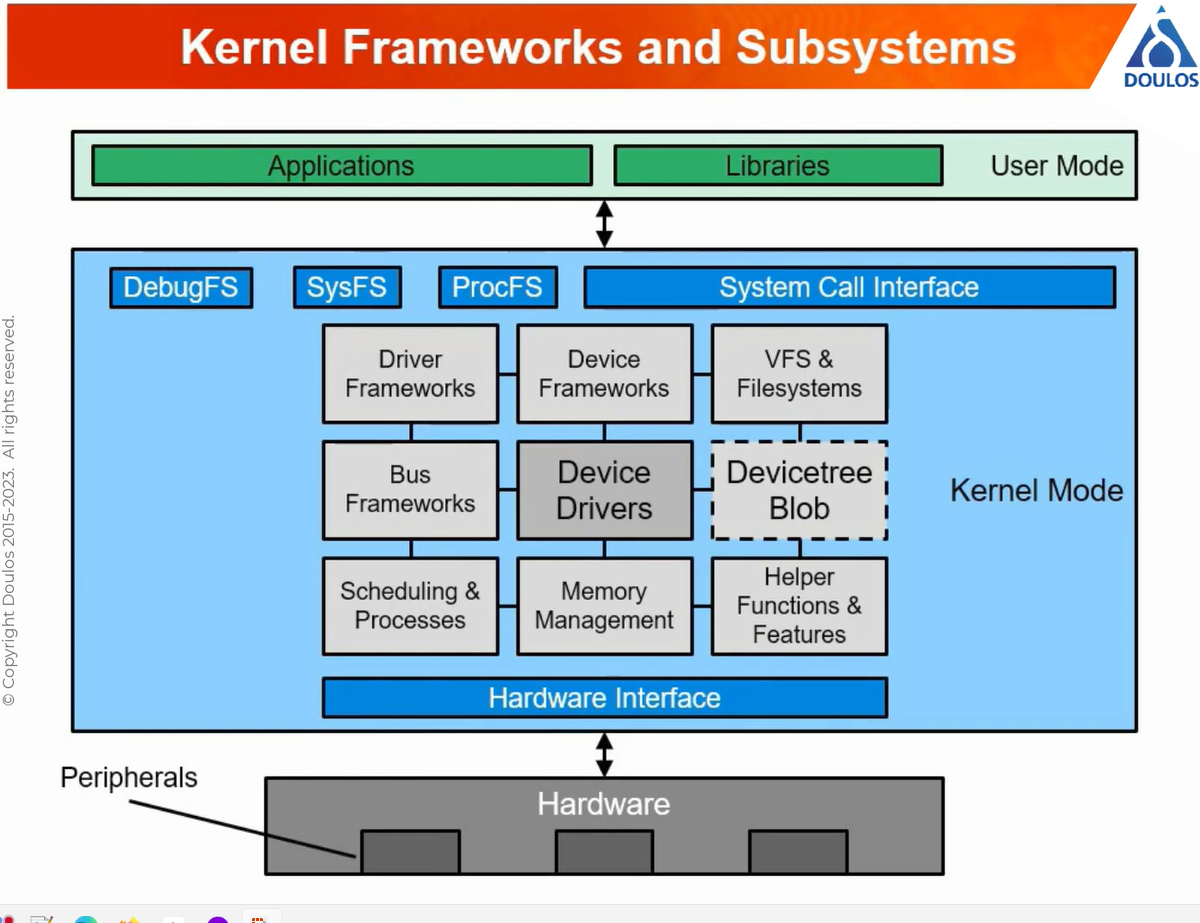 Kernel Frameworks and Subsystems
DOULOS
Applications
Libraries
User Mode
DebugFS
SysFS
ProcFS
System Call Interface
Driver
Frameworks
Device
Frameworks
VFS &
Filesystems
Bus
Frameworks
Device
Drivers
Devicetree
Blob
Kernel Mode
Scheduling &
Processes
Memory
Management
Helper
Functions &
Features
Hardware Interface
Peripherals
Hardware
© Copyright Doulos 2015-2023. All rights reserved.